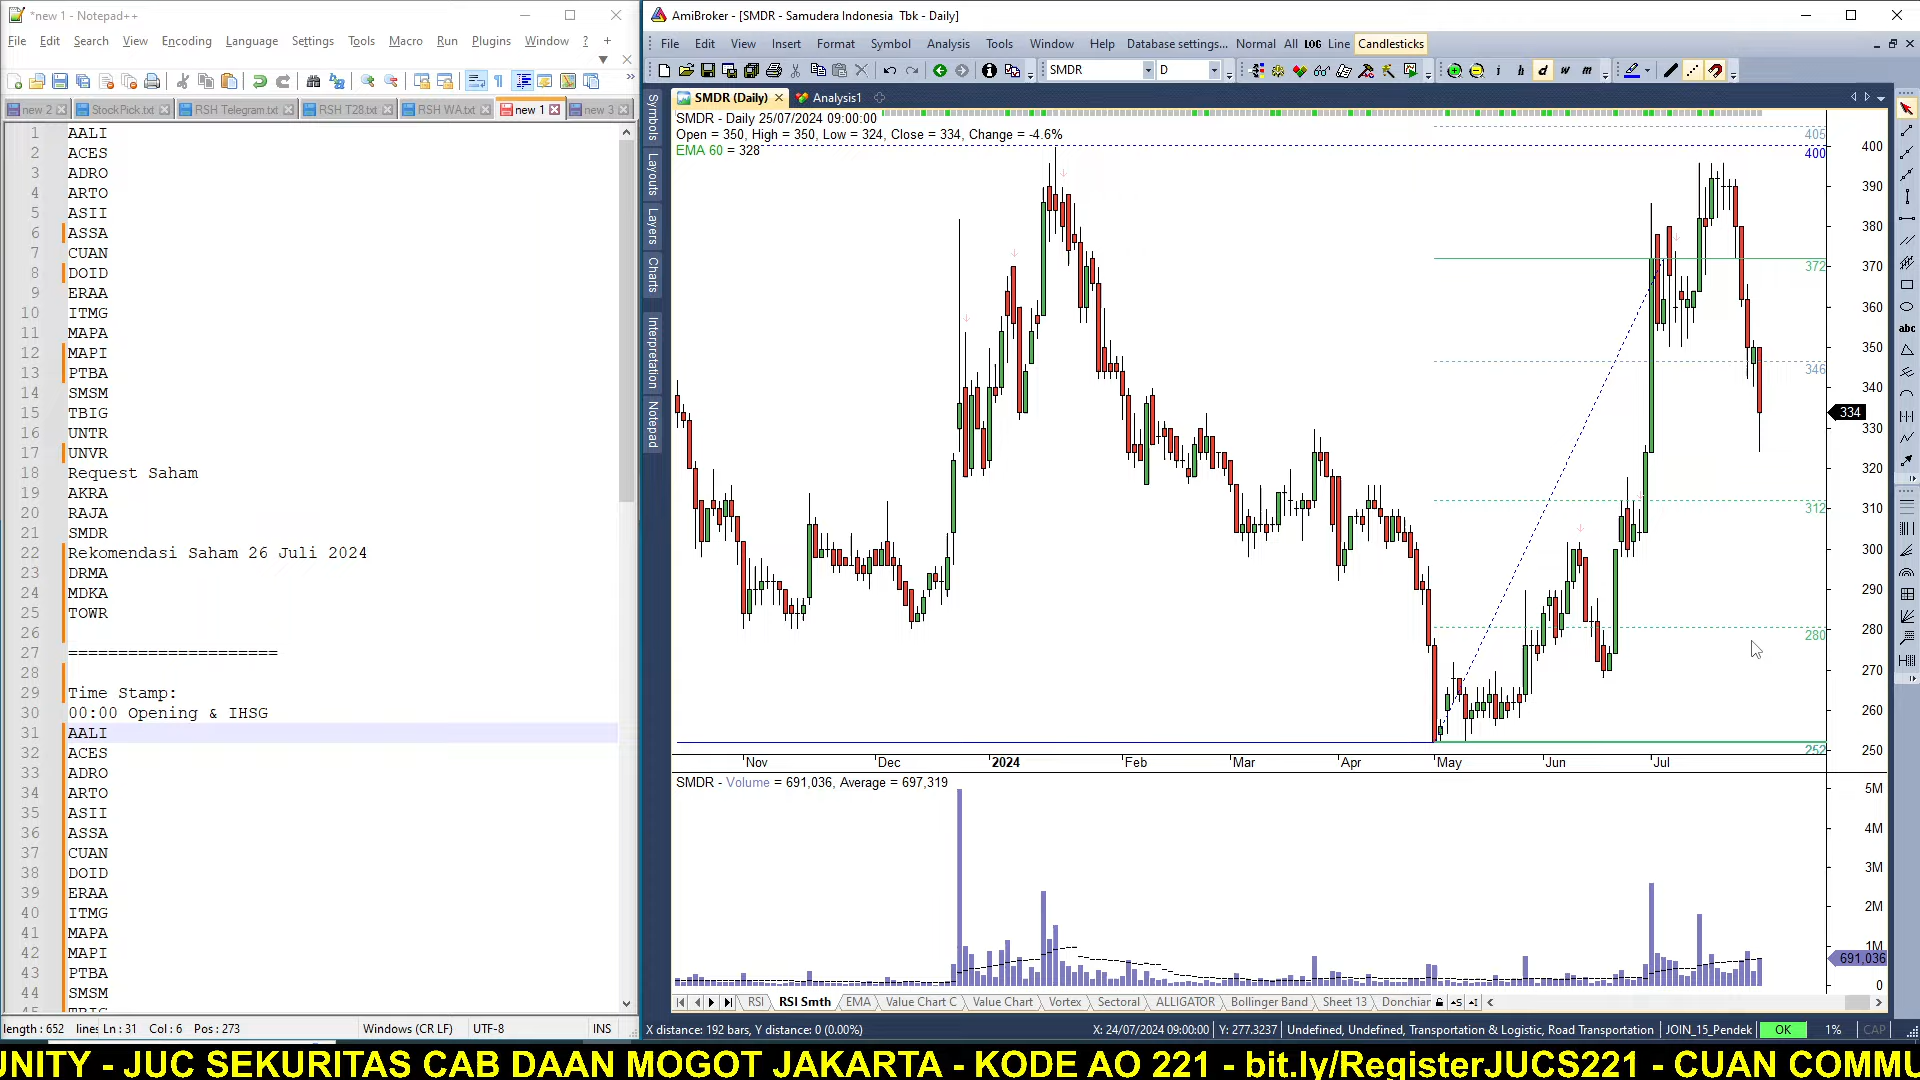 *new 1 - Notepad++
File Edit Search View Encoding Language Settings Tools Macro Run Plugins Window ? +
new 2 StockPick.txt RSH Telegram.txt RSH T28.txt RSH WA.txt new 1 new 3
1 AALI
2 ACES
3 ADRO
4 ARTO
5 ASII
6 ASSA
7 CUAN
8 DOID
9 ERAA
10 ITMG
11 MAPA
12 MAPI
13 PTBA
14 SMSM
15 TBIG
16 UNTR
17 UNVR
18 Request Saham
19 AKRA
20 RAJA
21 SMDR
22 Rekomendasi Saham 26 Juli 2024
23 DRMA
24 MDKA
25 TOWR
26
27 =====================
28
29 Time Stamp:
30 00:00 Opening & IHSG
31 AALI
32 ACES
33 ADRO
34 ARTO
35 ASII
36 ASSA
37 CUAN
38 DOID
39 ERAA
40 ITMG
41 MAPA
42 MAPI
43 PTBA
44 SMSM
length : 652 lines Ln : 31 Col : 6 Pos : 273 Windows (CR LF) UTF-8 INS
AmiBroker - [SMDR - Samudera Indonesia Tbk - Daily]
File Edit View Insert Format Symbol Analysis Tools Window Help Database settings... Normal All LOG Line Candlesticks
SMDR D i h d w m
SMDR (Daily) Analysis1
Symbols
Layouts
Layers
Charts
Interpretation
Notepad
SMDR - Daily 25/07/2024 09:00:00
Open = 350, High = 350, Low = 324, Close = 334, Change = -4.6%
EMA 60 = 328
405
400
372
346
312
280
252
400
390
380
370
360
350
340
334
330
320
310
300
290
280
270
260
250
Nov Dec 2024 Feb Mar Apr May Jun Jul
SMDR - Volume = 691,036, Average = 697,319
5M
4M
3M
2M
1M
691,036
0
abc
RSI RSI Smth EMA Value Chart C Value Chart Vortex Sectoral ALLIGATOR Bollinger Band Sheet 13 Donchiar
X distance: 192 bars, Y distance: 0 (0.00%) X: 24/07/2024 09:00:00 Y: 277.3237 Undefined, Undefined, Transportation & Logistic, Road Transportation JOIN_15_Pendek OK 1% CAP
UNITY - JUC SEKURITAS CAB DAAN MOGOT JAKARTA - KODE AO 221 - bit.ly/RegisterJUCS221 - CUAN COMMU